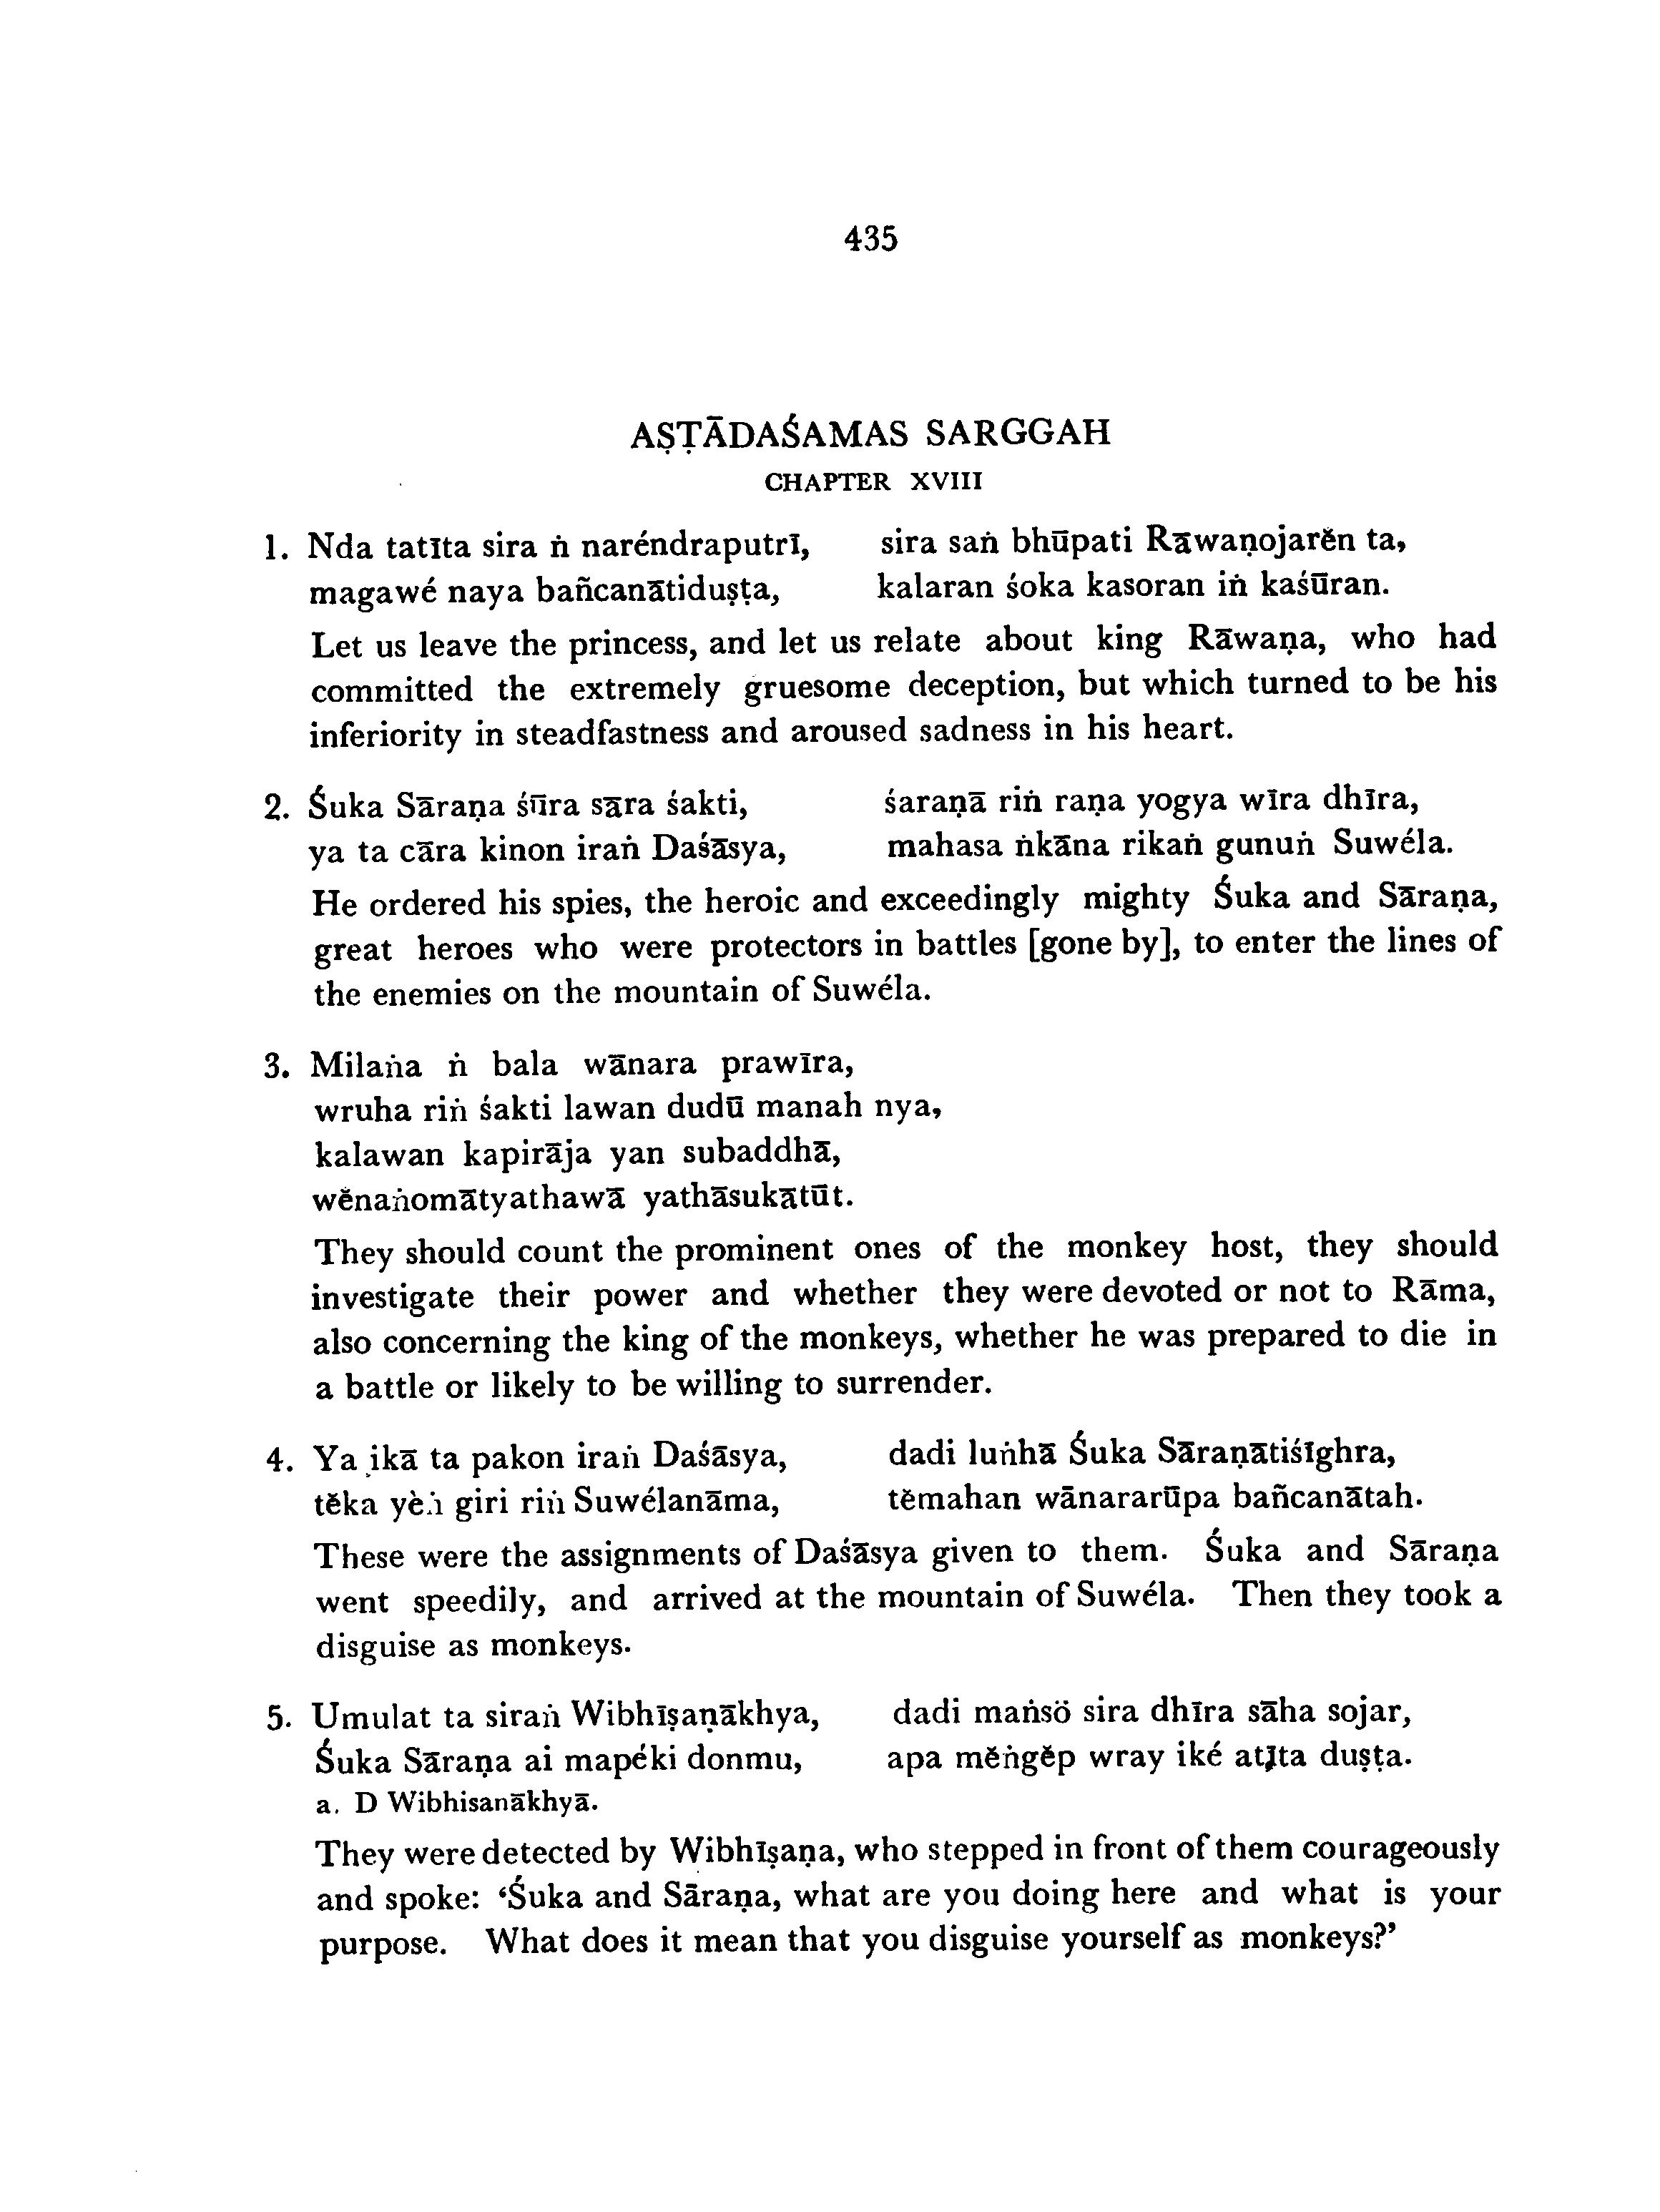 435
AṢṬĀDAŚAMAS SARGGAH
CHAPTER XVIII
1. Nda tatīta sira ṅ naréndraputrī, sira saṅ bhūpati Rāwaṇojarĕn ta,
magawé naya bañcanātiduṣṭa, kalaran śoka kasoran iṅ kaśūran.
Let us leave the princess, and let us relate about king Rāwaṇa, who had
committed the extremely gruesome deception, but which turned to be his
inferiority in steadfastness and aroused sadness in his heart.
2. Śuka Sāraṇa śūra sāra śakti, śaraṇā riṅ raṇa yogya wīra dhīra,
ya ta cāra kinon iraṅ Daśāsya, mahasa ṅkāna rikaṅ gunuṅ Suwéla.
He ordered his spies, the heroic and exceedingly mighty Śuka and Sāraṇa,
great heroes who were protectors in battles [gone by], to enter the lines of
the enemies on the mountain of Suwéla.
3. Milaṅa ṅ bala wānara prawīra,
wruha riṅ śakti lawan dudū manah nya,
kalawan kapirāja yan subaddhā,
wĕnaṅomātyathawā yathāsukātūt.
They should count the prominent ones of the monkey host, they should
investigate their power and whether they were devoted or not to Rāma,
also concerning the king of the monkeys, whether he was prepared to die in
a battle or likely to be willing to surrender.
4. Ya ikā ta pakon iraṅ Daśāsya, dadi luṅhā Śuka Sāraṇātiśīghra,
tĕka yèṅ giri riṅ Suwélanāma, tĕmahan wānararūpa bañcanātah.
These were the assignments of Daśāsya given to them. Śuka and Sāraṇa
went speedily, and arrived at the mountain of Suwéla. Then they took a
disguise as monkeys.
5. Umulat ta siraṅ Wibhīṣaṇākhya, dadi maṅsö sira dhīra sāha sojar,
Śuka Sāraṇa ai mapéki donmu, apa mĕṅgĕp wray iké atīta duṣṭa.
a. D Wibhisanākhyā.
They were detected by Wibhīṣaṇa, who stepped in front of them courageously
and spoke: ‘Śuka and Sāraṇa, what are you doing here and what is your
purpose. What does it mean that you disguise yourself as monkeys?’